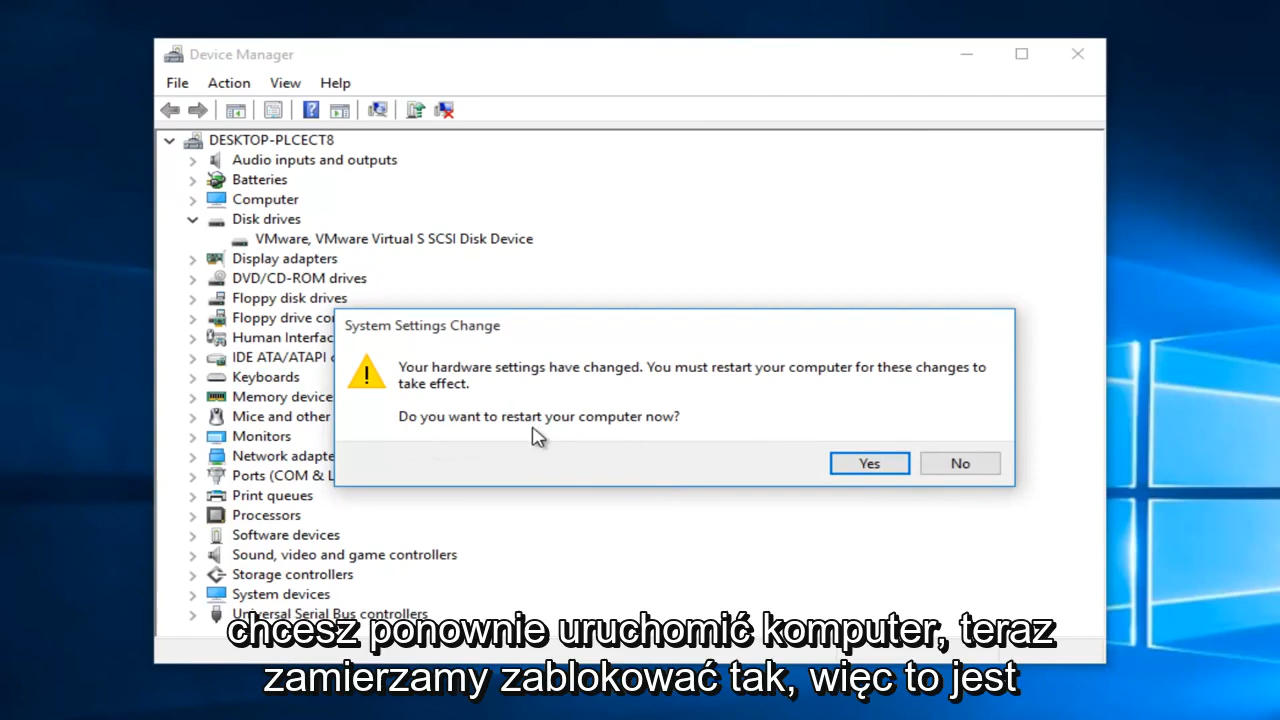 Device Manager
File Action View Help
DESKTOP-PLCECT8
Audio inputs and outputs
Batteries
Computer
Disk drives
VMware, VMware Virtual S SCSI Disk Device
Display adapters
DVD/CD-ROM drives
Floppy disk drives
Floppy drive co
Human Interfac
IDE ATA/ATAPI
Keyboards
Memory device
Mice and other
Monitors
Network adapte
Ports (COM & L
Print queues
Processors
Software devices
Sound, video and game controllers
Storage controllers
System devices
Universal Serial Bus controllers
System Settings Change
Your hardware settings have changed. You must restart your computer for these changes to
take effect.
Do you want to restart your computer now?
Yes No
chcesz ponownie uruchomić komputer, teraz
zamierzamy zablokować tak, więc to jest